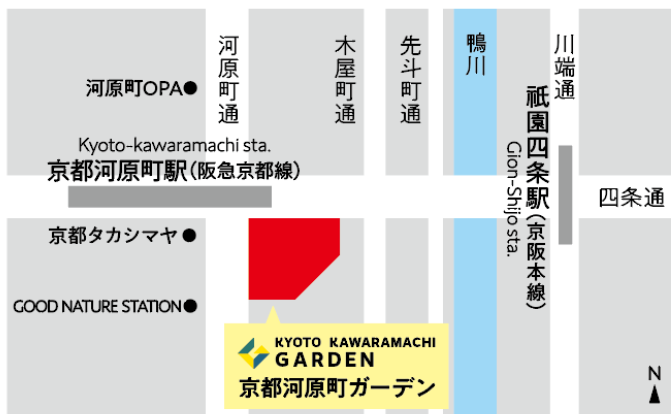 河原町通
木屋町通
先斗町通
鴨川
川端通
河原町OPA
Kyoto-kawaramachi sta.
京都河原町駅(阪急京都線)
祇園四条駅(京阪本線)
Gion-Shijo sta.
四条通
京都タカシマヤ
GOOD NATURE STATION
KYOTO KAWARAMACHI
GARDEN
京都河原町ガーデン
N